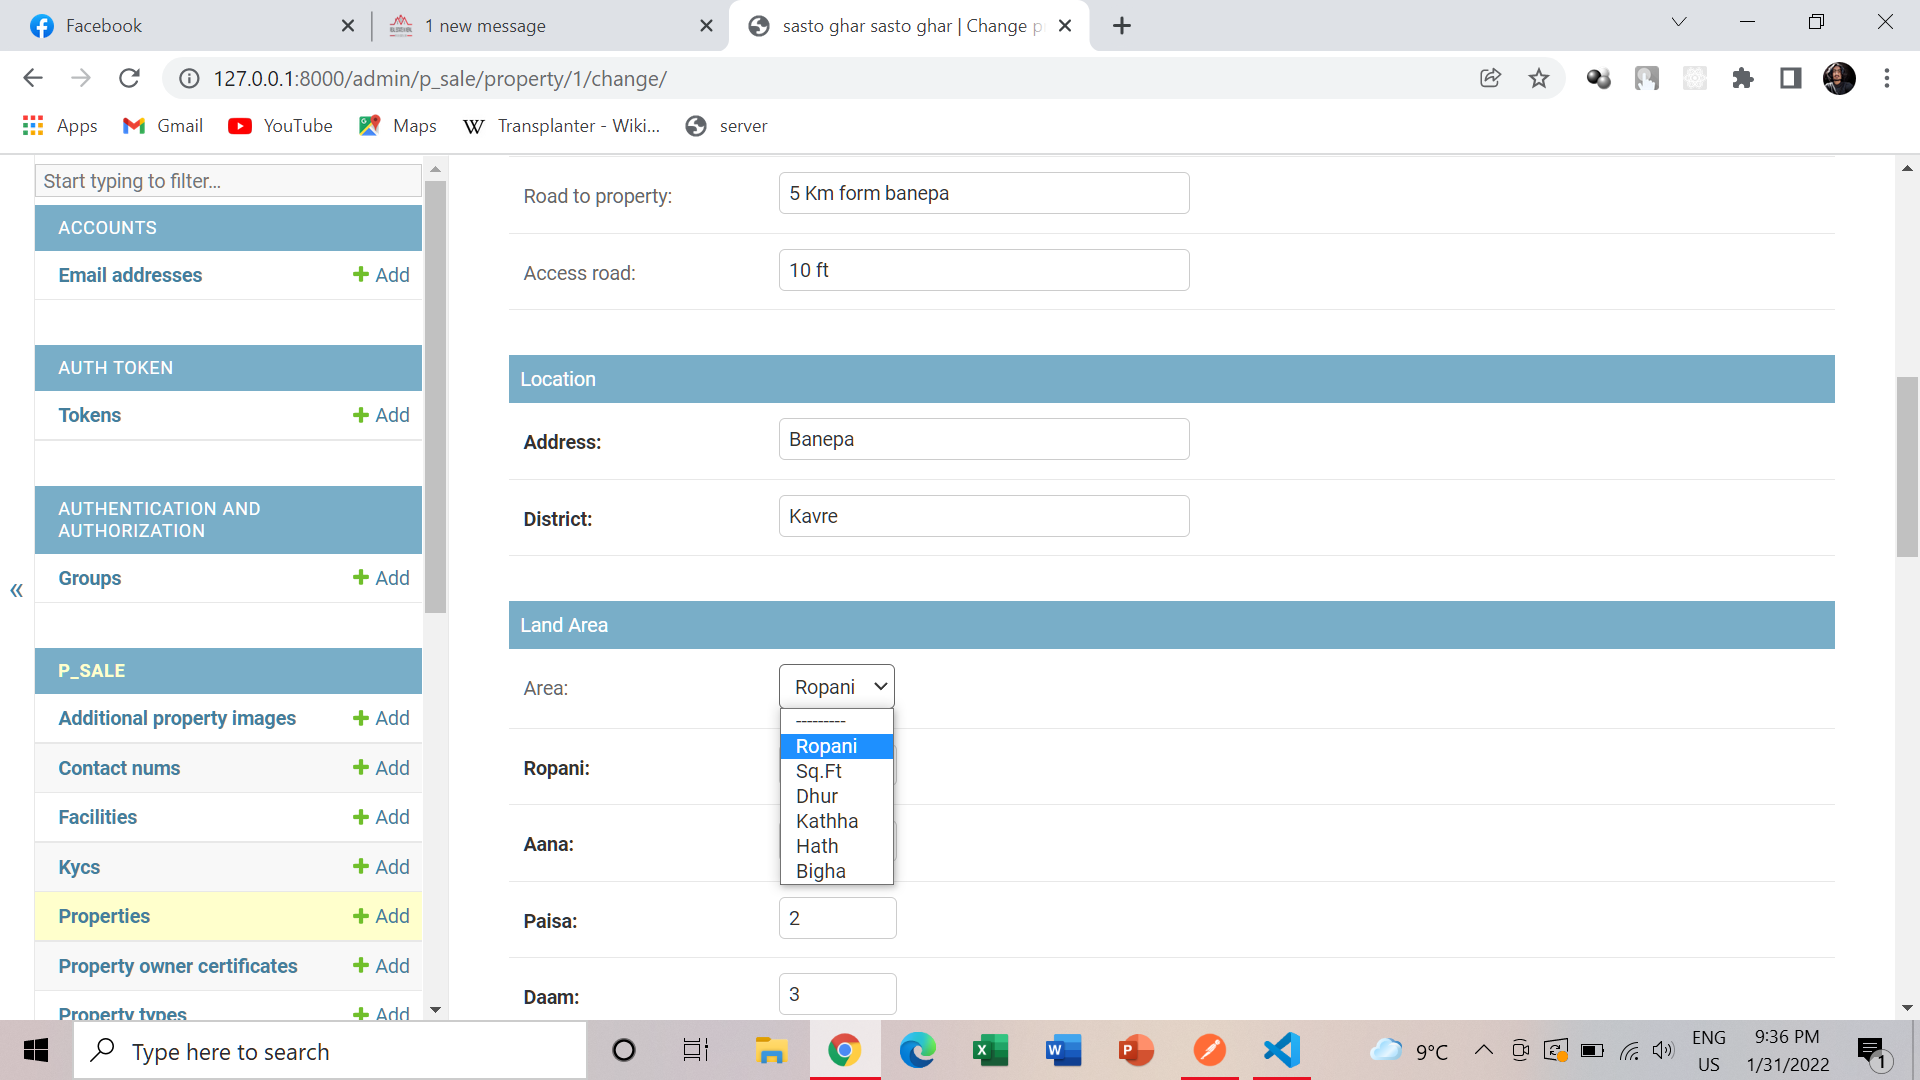 Facebook
1 new message
sasto ghar sasto ghar | Change p
127.0.0.1:8000/admin/p_sale/property/1/change/
Apps
Gmail
YouTube
Maps
W Transplanter - Wiki...
server
Start typing to filter...
ACCOUNTS
Email addresses
Add
AUTH TOKEN
Tokens
Add
AUTHENTICATION AND
AUTHORIZATION
Groups
Add
«
P_SALE
Additional property images
Add
Contact nums
Add
Facilities
Add
Kycs
Add
Properties
Add
Property owner certificates
Add
Property types
Add
Road to property:
5 Km form banepa
Access road:
10 ft
Location
Address:
Banepa
District:
Kavre
Land Area
Area:
Ropani
---------
Ropani
Sq.Ft
Dhur
Kathha
Hath
Bigha
Ropani:
Aana:
Paisa:
2
Daam:
3
Type here to search
9°C
ENG
US
9:36 PM
1/31/2022
1